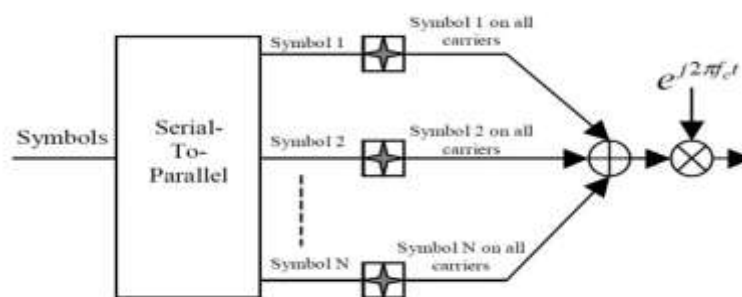 Symbols
Serial-
To-
Parallel
Symbol 1
Symbol 1 on all
carriers
Symbol 2
Symbol 2 on all
carriers
Symbol N
Symbol N on all
carriers
e^{j2πf_ct}